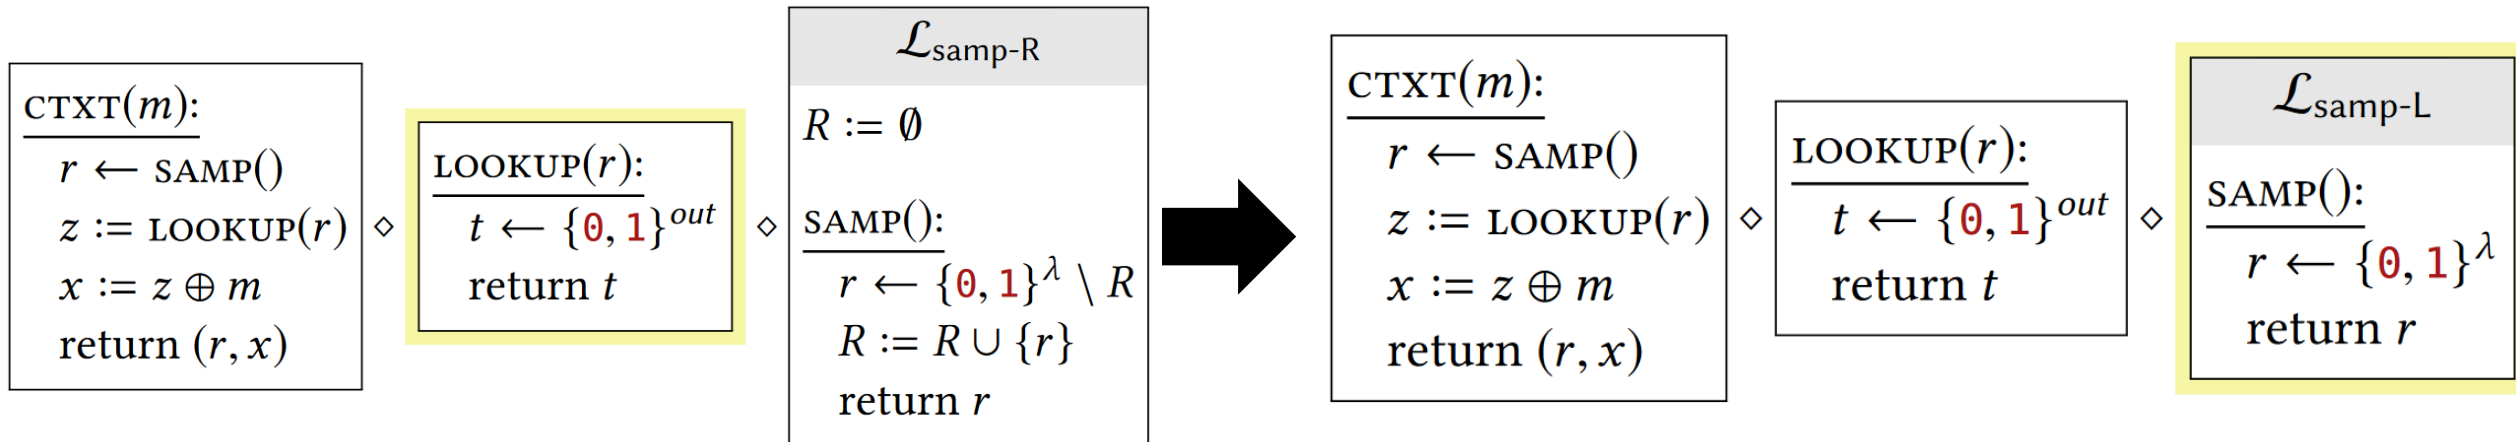 CTXT(m):
r ← SAMP()
z := LOOKUP(r)
x := z ⊕ m
return (r, x)
⋄
LOOKUP(r):
t ← {0, 1}^out
return t
⋄
ℒsamp-R
R := ∅
SAMP():
r ← {0, 1}^λ \ R
R := R ∪ {r}
return r
CTXT(m):
r ← SAMP()
z := LOOKUP(r)
x := z ⊕ m
return (r, x)
⋄
LOOKUP(r):
t ← {0, 1}^out
return t
⋄
ℒsamp-L
SAMP():
r ← {0, 1}^λ
return r